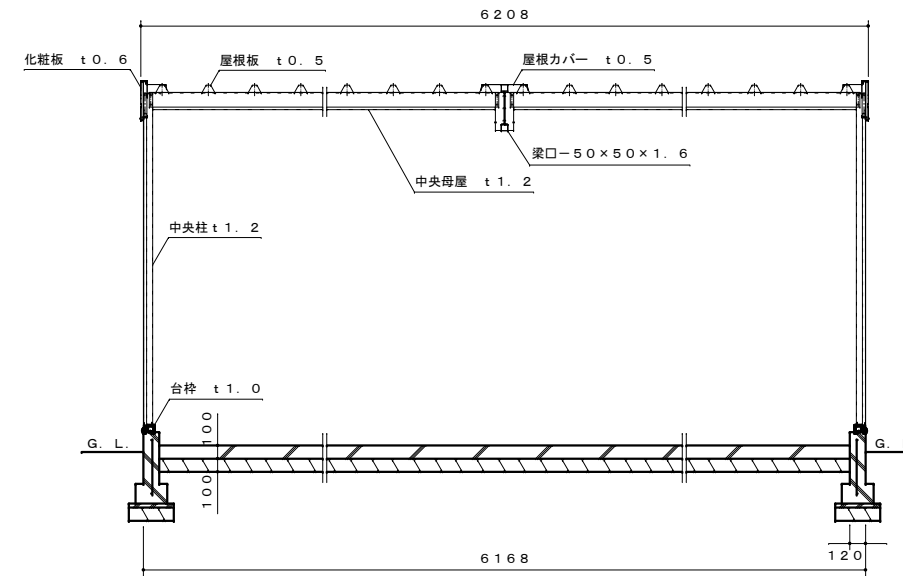 6208
化粧板 t0.6
屋根板 t0.5
屋根カバー t0.5
梁口－50×50×1.6
中央母屋 t1.2
中央柱t1.2
台枠 t1.0
100
G.L.
G.
100
120
6168